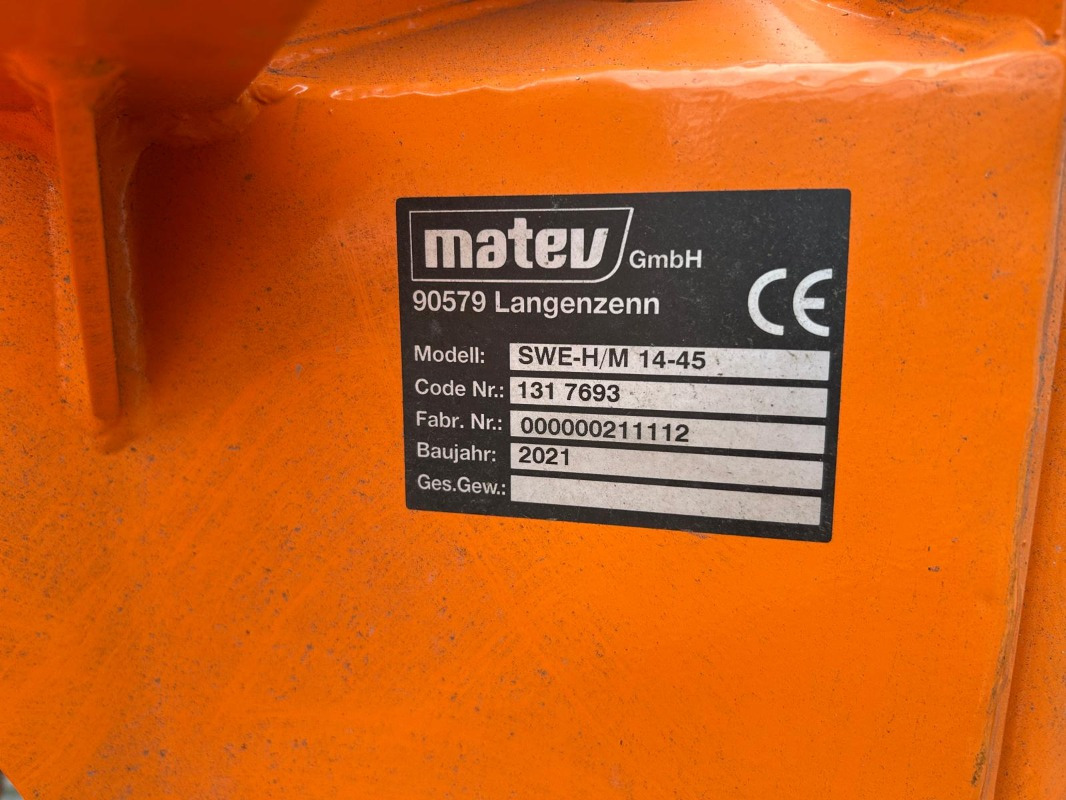 matev GmbH
90579 Langenzenn
CE
Modell: SWE-H/M 14-45
Code Nr.: 131 7693
Fabr. Nr.: 000000211112
Baujahr: 2021
Ges.Gew.: